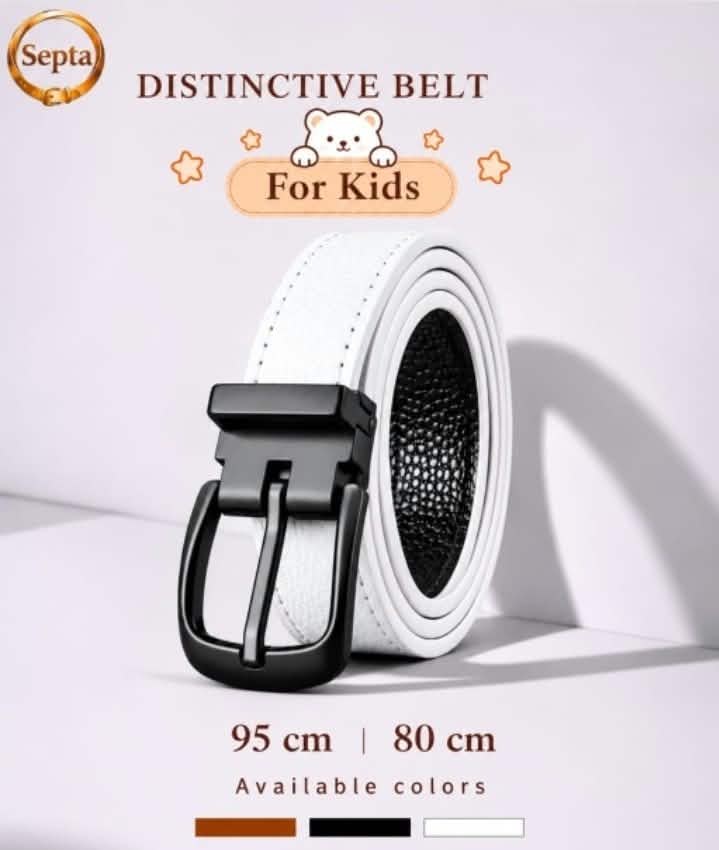 Septa
DISTINCTIVE BELT
For Kids
95 cm | 80 cm
Available colors